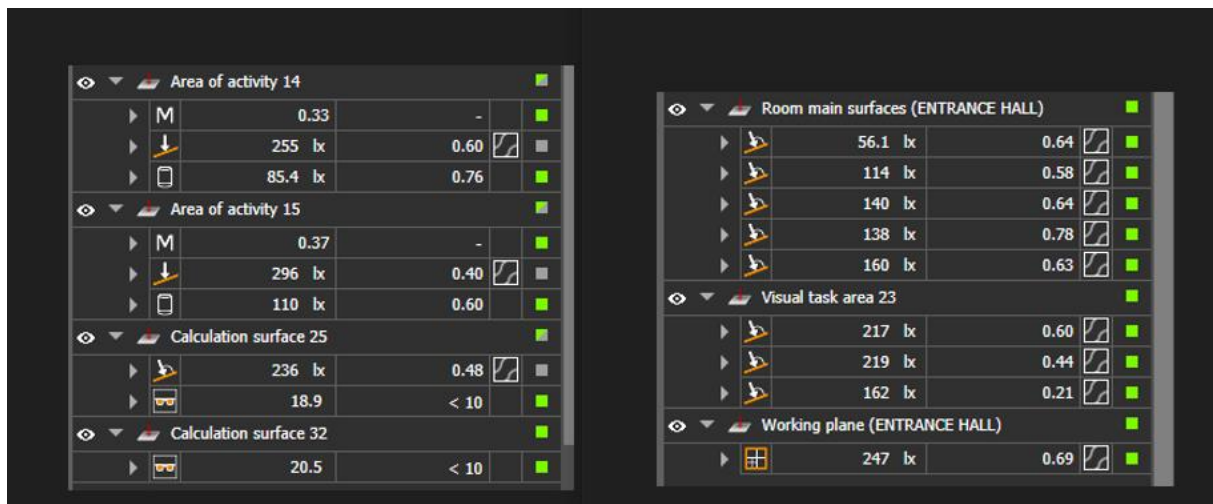 Area of activity 14
M 0.33 -
255 lx 0.60
85.4 lx 0.76
Area of activity 15
M 0.37 -
296 lx 0.40
110 lx 0.60
Calculation surface 25
236 lx 0.48
18.9 < 10
Calculation surface 32
20.5 < 10
Room main surfaces (ENTRANCE HALL)
56.1 lx 0.64
114 lx 0.58
140 lx 0.64
138 lx 0.78
160 lx 0.63
Visual task area 23
217 lx 0.60
219 lx 0.44
162 lx 0.21
Working plane (ENTRANCE HALL)
247 lx 0.69